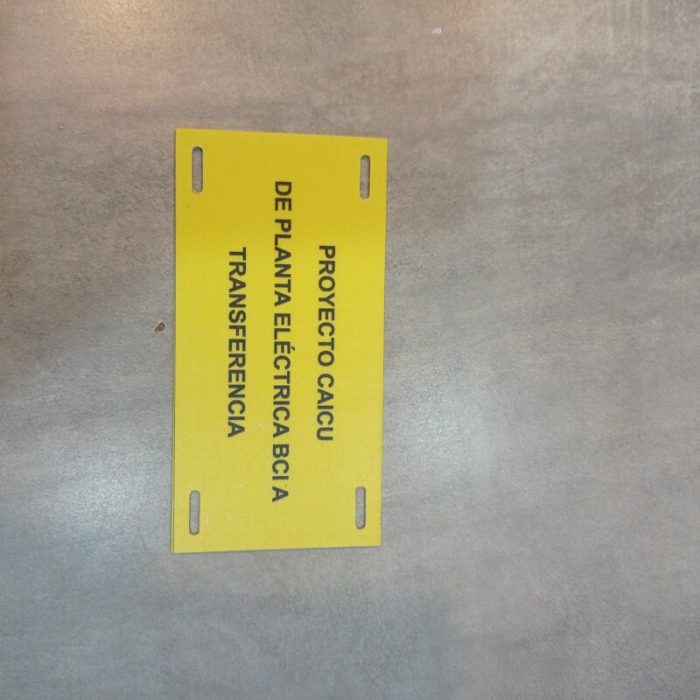 PROYECTO CAICU
DE PLANTA ELÉCTRICA BCI A
TRANSFERENCIA